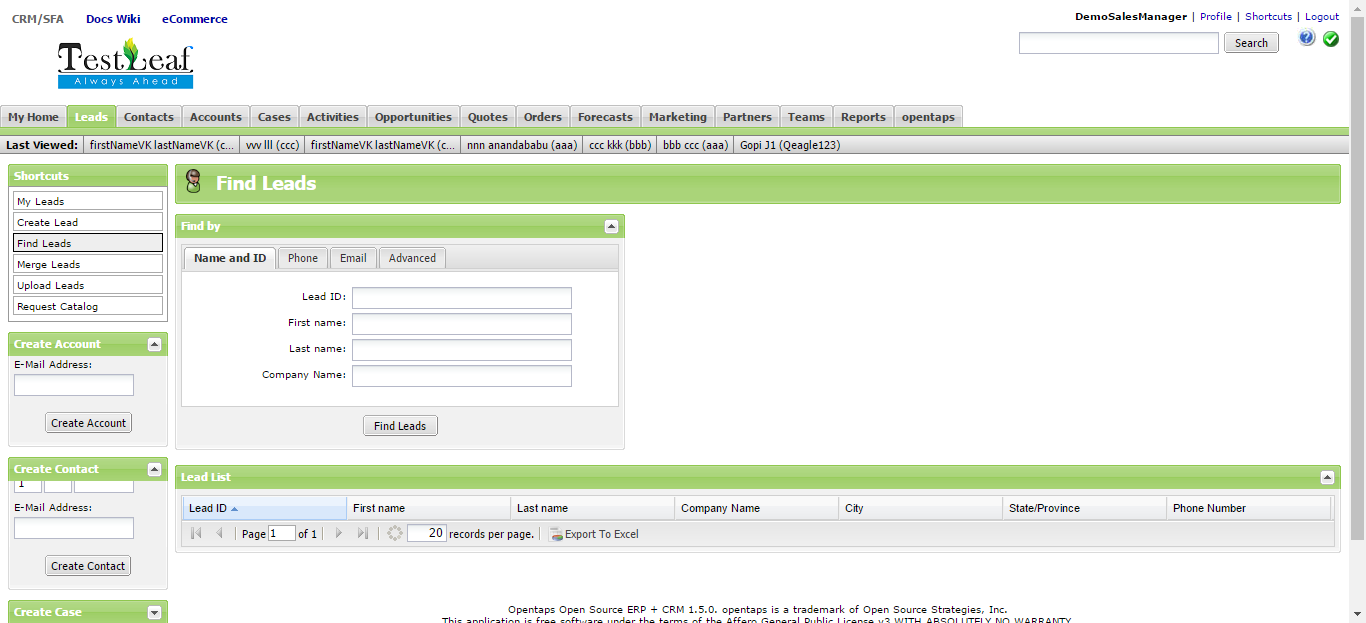 CRM/SFA Docs Wiki eCommerce
DemoSalesManager | Profile | Shortcuts | Logout
Search
TestLeaf
Always Ahead
My Home Leads Contacts Accounts Cases Activities Opportunities Quotes Orders Forecasts Marketing Partners Teams Reports opentaps
Last Viewed: firstNameVK lastNameVK (c... vvv lll (ccc) firstNameVK lastNameVK (c... nnn anandababu (aaa) ccc kkk (bbb) bbb ccc (aaa) Gopi J1 (Qeagle123)
Shortcuts
My Leads
Create Lead
Find Leads
Merge Leads
Upload Leads
Request Catalog
Create Account
E-Mail Address:
Create Account
Create Contact
1
E-Mail Address:
Create Contact
Create Case
Find Leads
Find by
Name and ID Phone Email Advanced
Lead ID:
First name:
Last name:
Company Name:
Find Leads
Lead List
Lead ID First name Last name Company Name City State/Province Phone Number
Page 1 of 1 20 records per page. Export To Excel
Opentaps Open Source ERP + CRM 1.5.0. opentaps is a trademark of Open Source Strategies, Inc.
This application is free software under the terms of the Affero General Public License v3 WITH ABSOLUTELY NO WARRANTY